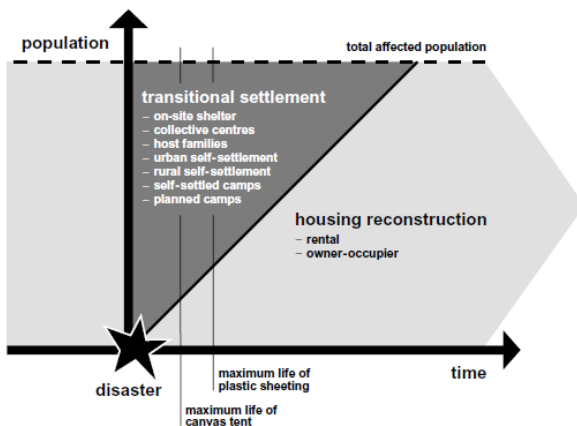 population
total affected population
transitional settlement
– on-site shelter
– collective centres
– host families
– urban self-settlement
– rural self-settlement
– self-settled camps
– planned camps
housing reconstruction
– rental
– owner-occupier
time
disaster
maximum life of
plastic sheeting
maximum life of
canvas tent